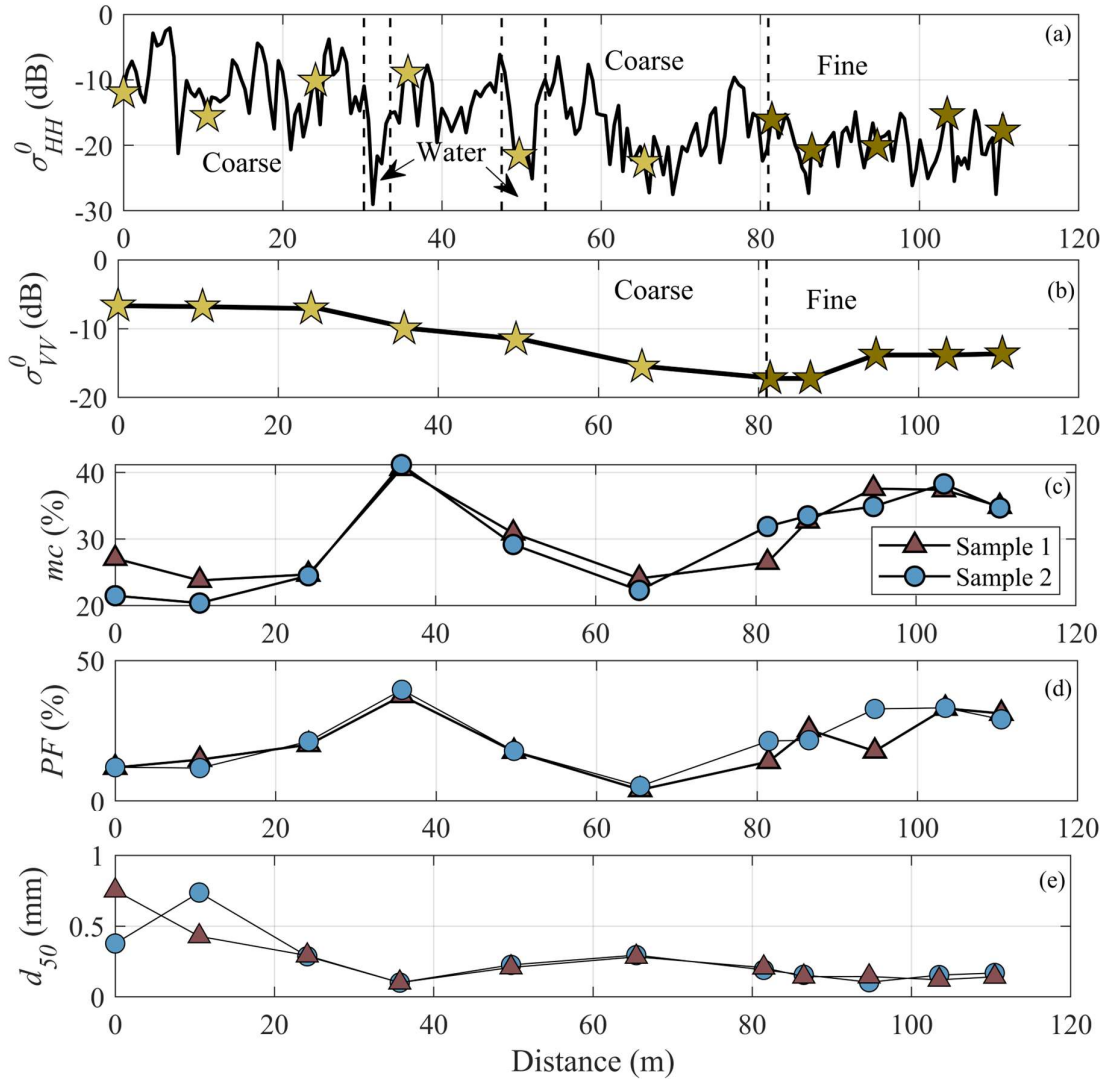 0
(a)
-10
Coarse
Fine
σ⁰HH (dB)
-20
Coarse
Water
-30
0 20 40 60 80 100 120
0
(b)
Coarse
Fine
-10
σ⁰VV (dB)
-20
0 20 40 60 80 100 120
40
(c)
mc (%)
30
Sample 1
Sample 2
20
0 20 40 60 80 100 120
50
(d)
PF (%)
0
0 20 40 60 80 100 120
1
(e)
0.5
d50 (mm)
0
0 20 40 60 80 100 120
Distance (m)